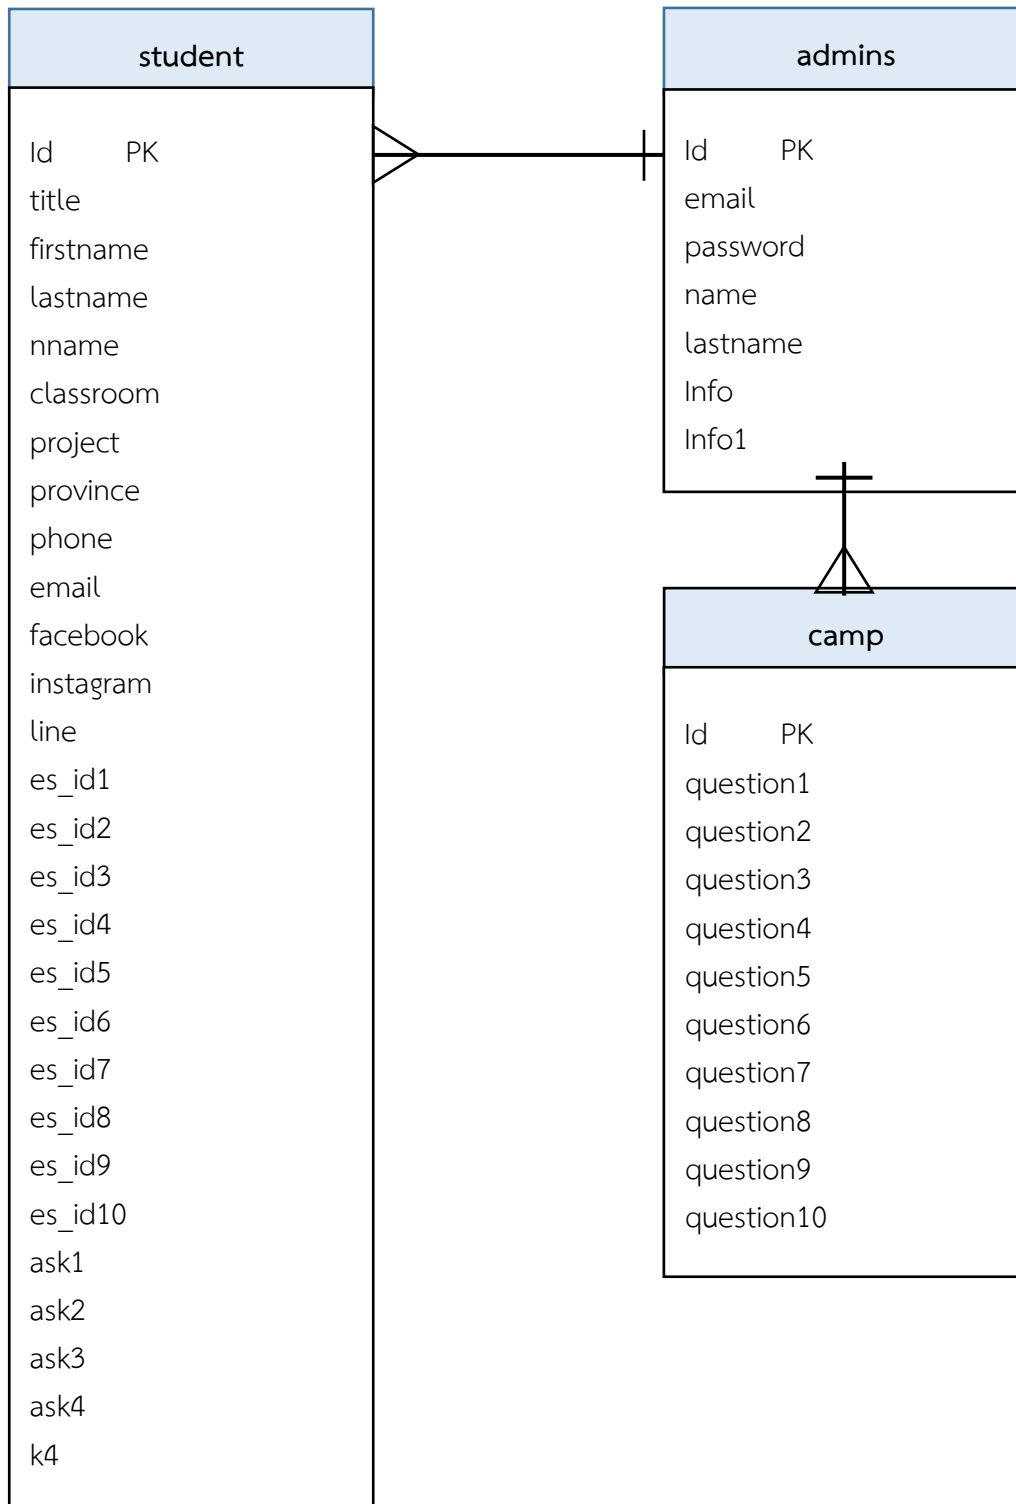 student
Id PK
title
firstname
lastname
nname
classroom
project
province
phone
email
facebook
instagram
line
es_id1
es_id2
es_id3
es_id4
es_id5
es_id6
es_id7
es_id8
es_id9
es_id10
ask1
ask2
ask3
ask4
k4
admins
Id PK
email
password
name
lastname
Info
Info1
camp
Id PK
question1
question2
question3
question4
question5
question6
question7
question8
question9
question10